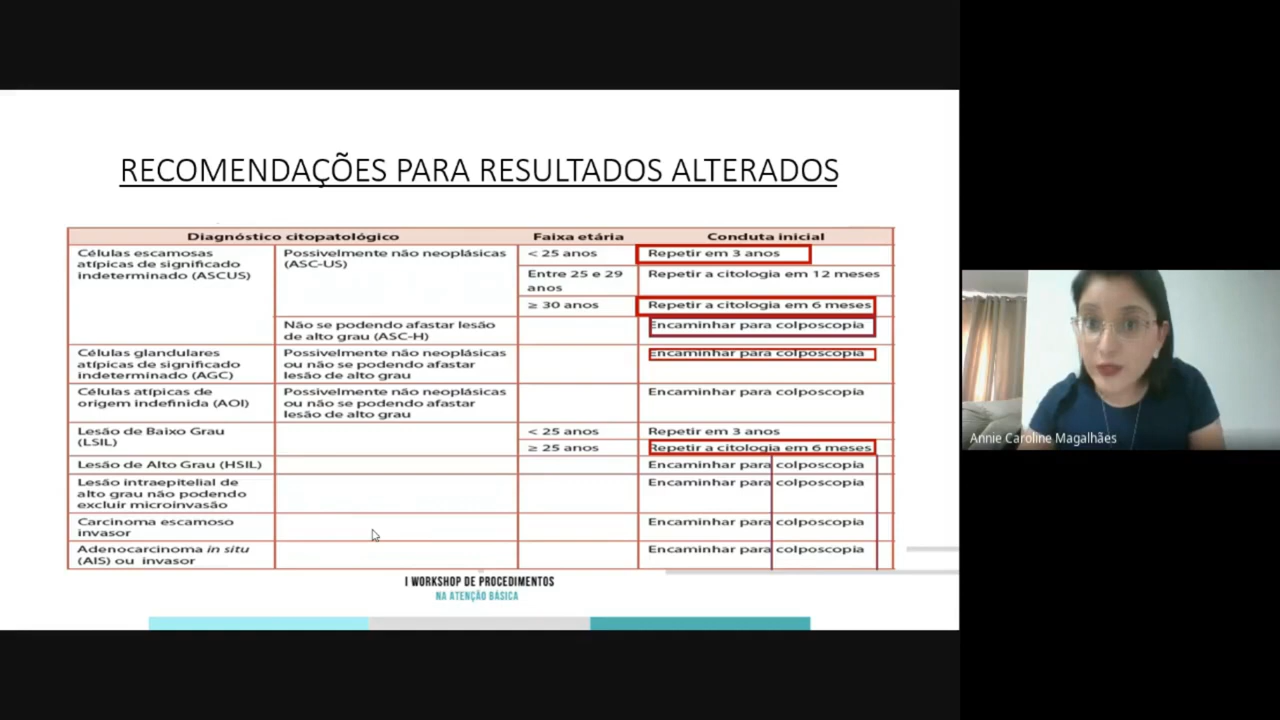 RECOMENDAÇÕES PARA RESULTADOS ALTERADOS
Diagnóstico citopatológico
Faixa etária
Conduta inicial
Células escamosas
atípicas de significado
indeterminado (ASCUS)
Possivelmente não neoplásicas
(ASC-US)
< 25 anos
Repetir em 3 anos
Entre 25 e 29
anos
Repetir a citologia em 12 meses
≥ 30 anos
Repetir a citologia em 6 meses
Não se podendo afastar lesão
de alto grau (ASC-H)
Encaminhar para colposcopia
Células glandulares
atípicas de significado
indeterminado (AGC)
Possivelmente não neoplásicas
ou não se podendo afastar
lesão de alto grau
Encaminhar para colposcopia
Células atípicas de
origem indefinida (AOI)
Possivelmente não neoplásicas
ou não se podendo afastar
lesão de alto grau
Encaminhar para colposcopia
Lesão de Baixo Grau
(LSIL)
< 25 anos
Repetir em 3 anos
≥ 25 anos
Repetir a citologia em 6 meses
Lesão de Alto Grau (HSIL)
Encaminhar para colposcopia
Lesão intraepitelial de
alto grau não podendo
excluir microinvasão
Encaminhar para colposcopia
Carcinoma escamoso
invasor
Encaminhar para colposcopia
Adenocarcinoma in situ
(AIS) ou invasor
Encaminhar para colposcopia
I WORKSHOP DE PROCEDIMENTOS
NA ATENÇÃO BÁSICA
Annie Caroline Magalhães